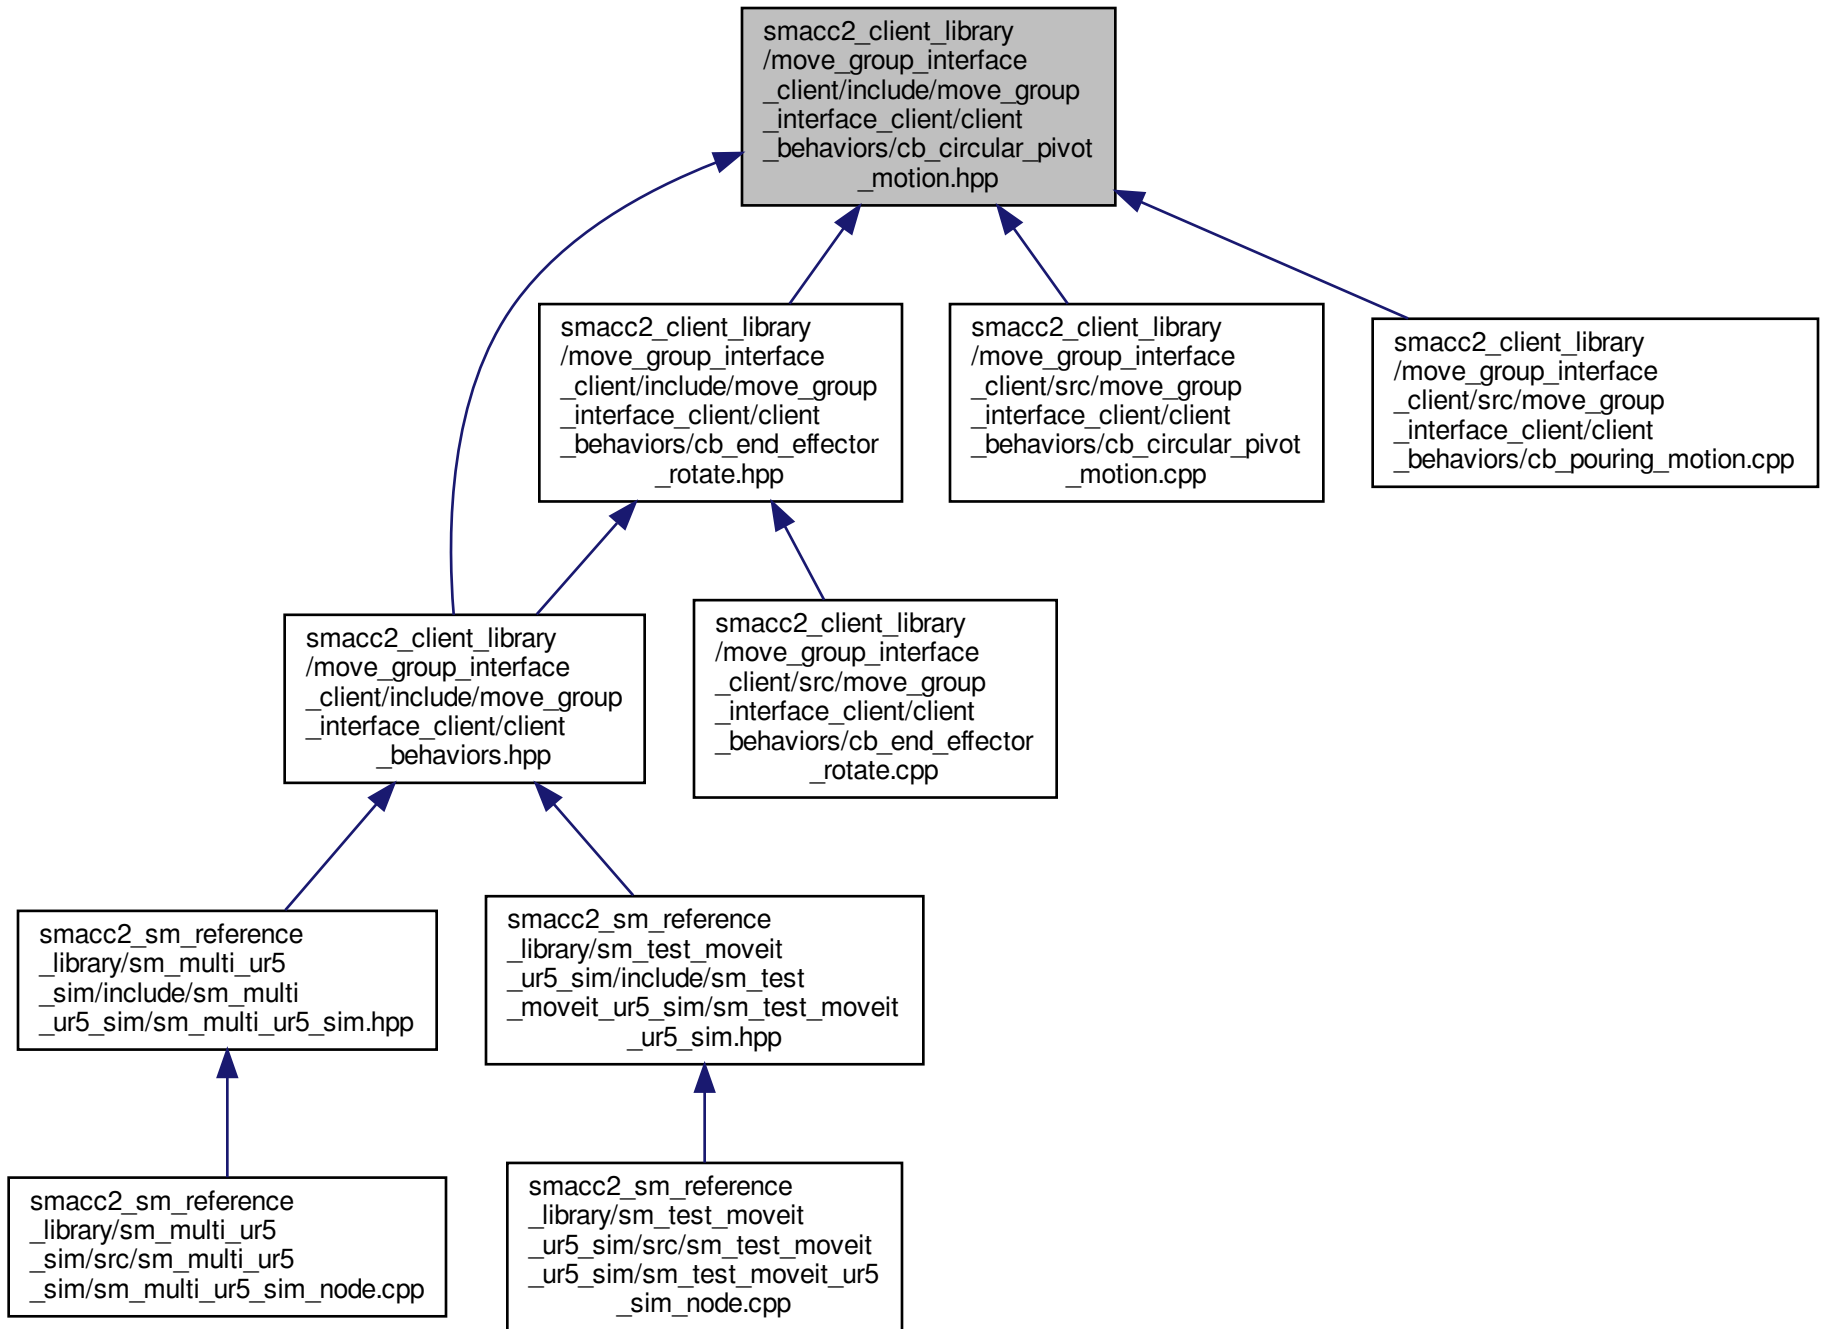 smacc2_client_library
/move_group_interface
_client/include/move_group
_interface_client/client
_behaviors/cb_circular_pivot
_motion.hpp
smacc2_client_library
/move_group_interface
_client/include/move_group
_interface_client/client
_behaviors/cb_end_effector
_rotate.hpp
smacc2_client_library
/move_group_interface
_client/src/move_group
_interface_client/client
_behaviors/cb_circular_pivot
_motion.cpp
smacc2_client_library
/move_group_interface
_client/src/move_group
_interface_client/client
_behaviors/cb_pouring_motion.cpp
smacc2_client_library
/move_group_interface
_client/include/move_group
_interface_client/client
_behaviors.hpp
smacc2_client_library
/move_group_interface
_client/src/move_group
_interface_client/client
_behaviors/cb_end_effector
_rotate.cpp
smacc2_sm_reference
_library/sm_multi_ur5
_sim/include/sm_multi
_ur5_sim/sm_multi_ur5_sim.hpp
smacc2_sm_reference
_library/sm_test_moveit
_ur5_sim/include/sm_test
_moveit_ur5_sim/sm_test_moveit
_ur5_sim.hpp
smacc2_sm_reference
_library/sm_multi_ur5
_sim/src/sm_multi_ur5
_sim/sm_multi_ur5_sim_node.cpp
smacc2_sm_reference
_library/sm_test_moveit
_ur5_sim/src/sm_test_moveit
_ur5_sim/sm_test_moveit_ur5
_sim_node.cpp